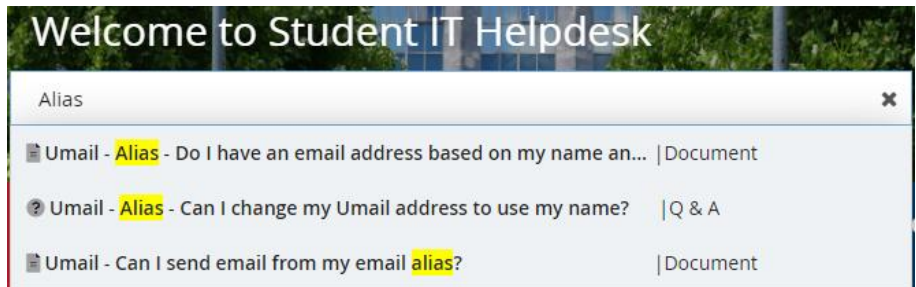 Welcome to Student IT Helpdesk
Alias
Umail - Alias - Do I have an email address based on my name an... |Document
Umail - Alias - Can I change my Umail address to use my name? |Q & A
Umail - Can I send email from my email alias? |Document